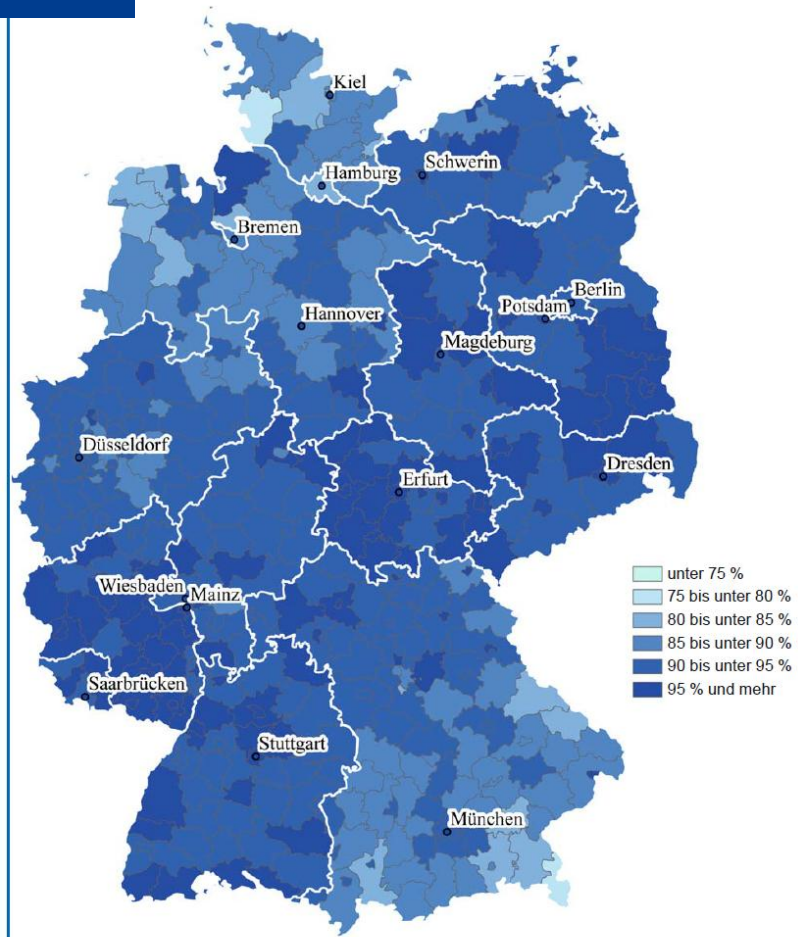 Kiel
Hamburg
Schwerin
Bremen
Berlin
Potsdam
Hannover
Magdeburg
Düsseldorf
Erfurt
Dresden
Wiesbaden
Mainz
Saarbrücken
Stuttgart
München
unter 75 %
75 bis unter 80 %
80 bis unter 85 %
85 bis unter 90 %
90 bis unter 95 %
95 % und mehr